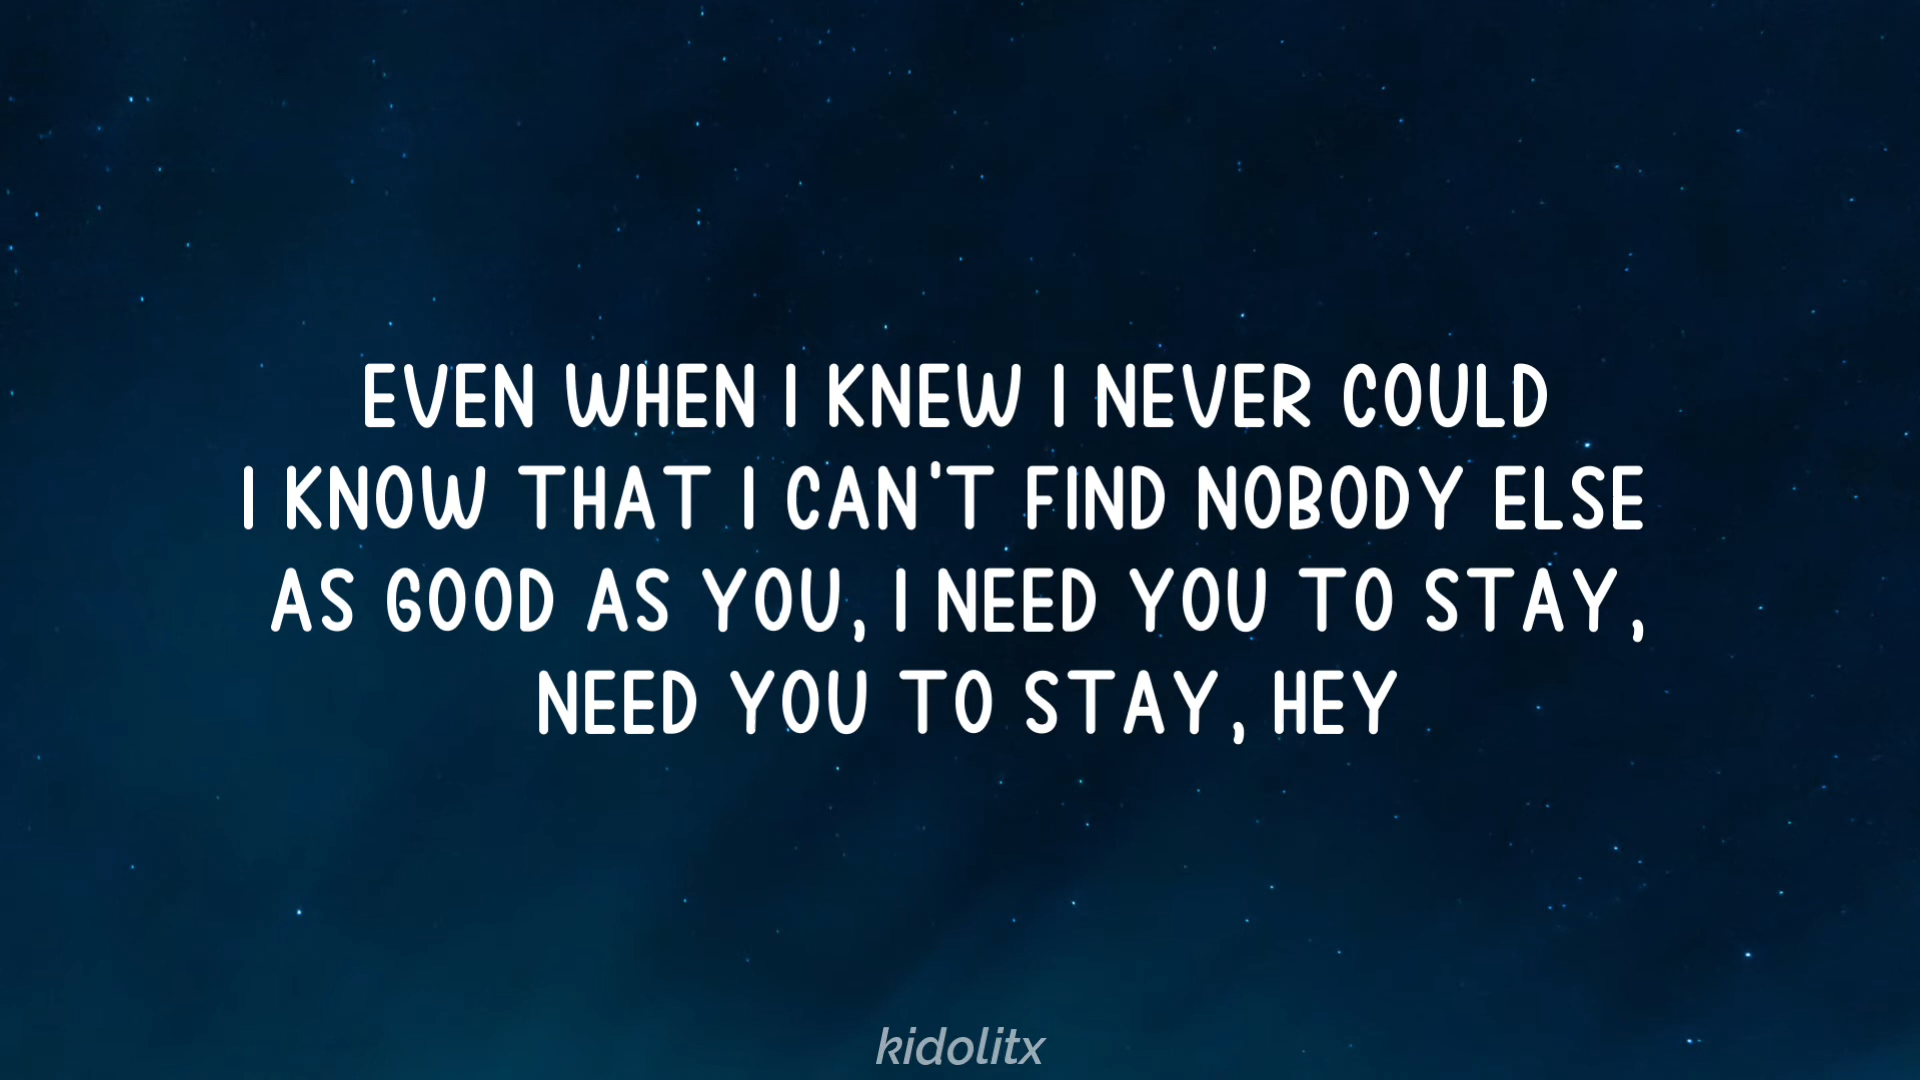 EVEN WHEN I KNEW I NEVER COULD
I KNOW THAT I CAN'T FIND NOBODY ELSE
AS GOOD AS YOU, I NEED YOU TO STAY,
NEED YOU TO STAY, HEY
kidolitx